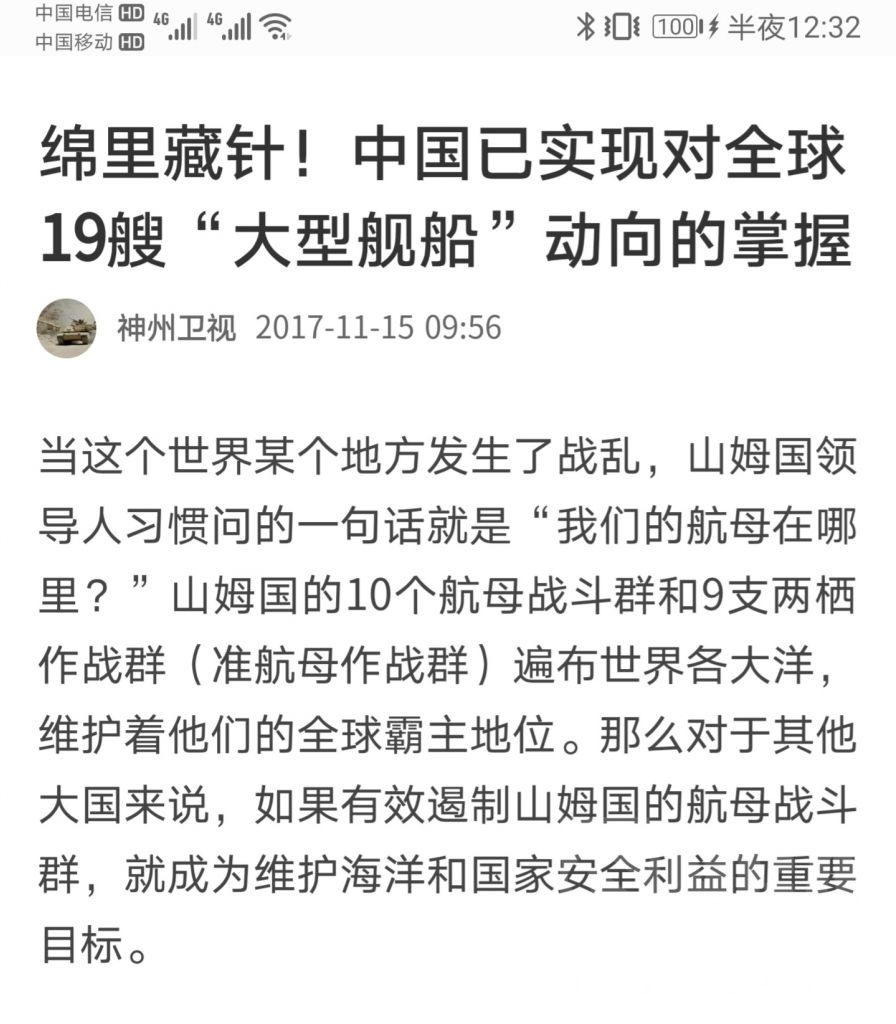 中国电信 HD 4G 4G
中国移动 HD 100 半夜12:32
绵里藏针！中国已实现对全球
19艘“大型舰船”动向的掌握
神州卫视 2017-11-15 09:56
当这个世界某个地方发生了战乱，山姆国领
导人习惯问的一句话就是“我们的航母在哪
里？”山姆国的10个航母战斗群和9支两栖
作战群（准航母作战群）遍布世界各大洋，
维护着他们的全球霸主地位。那么对于其他
大国来说，如果有效遏制山姆国的航母战斗
群，就成为维护海洋和国家安全利益的重要
目标。